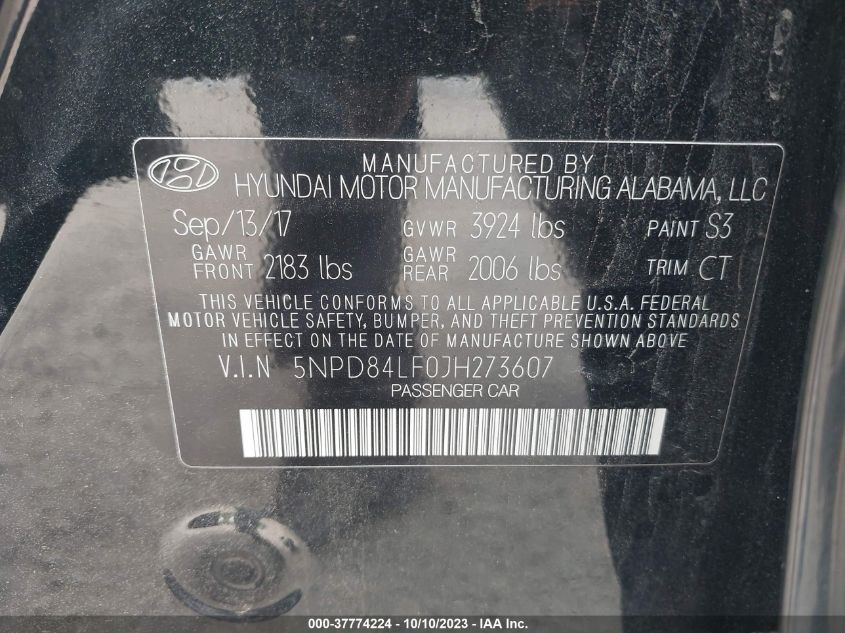 MANUFACTURED BY
HYUNDAI MOTOR MANUFACTURING ALABAMA, LLC
Sep/13/17 GVWR 3924 lbs PAINT S3
GAWR FRONT 2183 lbs GAWR REAR 2006 lbs TRIM CT
THIS VEHICLE CONFORMS TO ALL APPLICABLE U.S.A. FEDERAL
MOTOR VEHICLE SAFETY, BUMPER, AND THEFT PREVENTION STANDARDS
IN EFFECT ON THE DATE OF MANUFACTURE SHOWN ABOVE.
V.I.N 5NPD84LF0JH273607
PASSENGER CAR
000-37774224 - 10/10/2023 - IAA Inc.